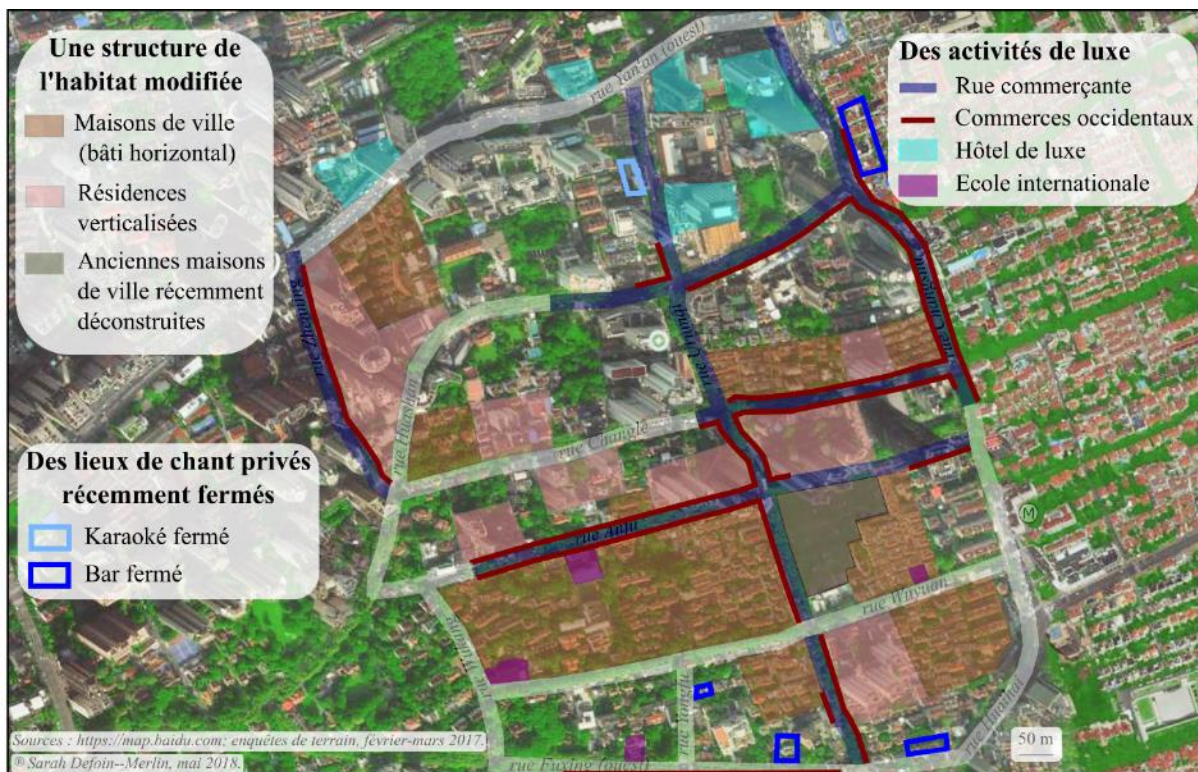 Une structure de
l'habitat modifiée
Maisons de ville
(bâti horizontal)
Résidences
verticalisées
Anciennes maisons
de ville récemment
déconstruites
Des activités de luxe
Rue commerçante
Commerces occidentaux
Hôtel de luxe
Ecole internationale
Des lieux de chant privés
récemment fermés
Karaoké fermé
Bar fermé
rue Yan'an (ouest)
rue Zhenning
rue Huashan
rue Changle
rue Urumqi
rue Changshu
rue Anfu
rue Wuyuan
rue Wukang
rue Huaihai
rue Fuxing (ouest)
M
50 m
Sources : https://map.baidu.com; enquêtes de terrain, février-mars 2017.
® Sarah Defoin--Merlin, mai 2018.